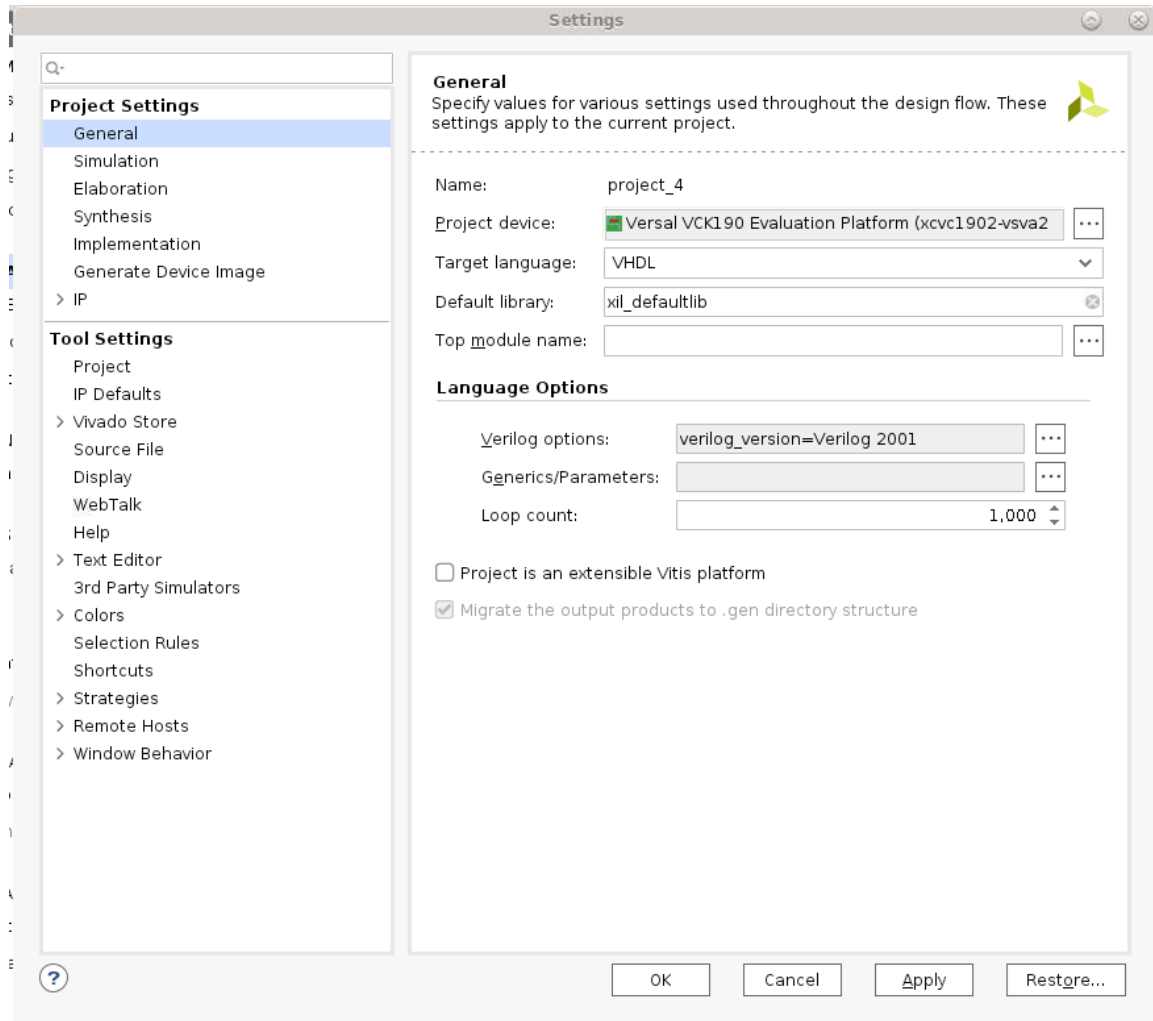 Settings
Project Settings
General
Simulation
Elaboration
Synthesis
Implementation
Generate Device Image
IP
Tool Settings
Project
IP Defaults
Vivado Store
Source File
Display
WebTalk
Help
Text Editor
3rd Party Simulators
Colors
Selection Rules
Shortcuts
Strategies
Remote Hosts
Window Behavior
General
Specify values for various settings used throughout the design flow. These
settings apply to the current project.
Name: project_4
Project device: Versal VCK190 Evaluation Platform (xcvc1902-vsva2
Target language: VHDL
Default library: xil_defaultlib
Top module name:
Language Options
Verilog options: verilog_version=Verilog 2001
Generics/Parameters:
Loop count: 1,000
Project is an extensible Vitis platform
Migrate the output products to .gen directory structure
? OK Cancel Apply Restore...